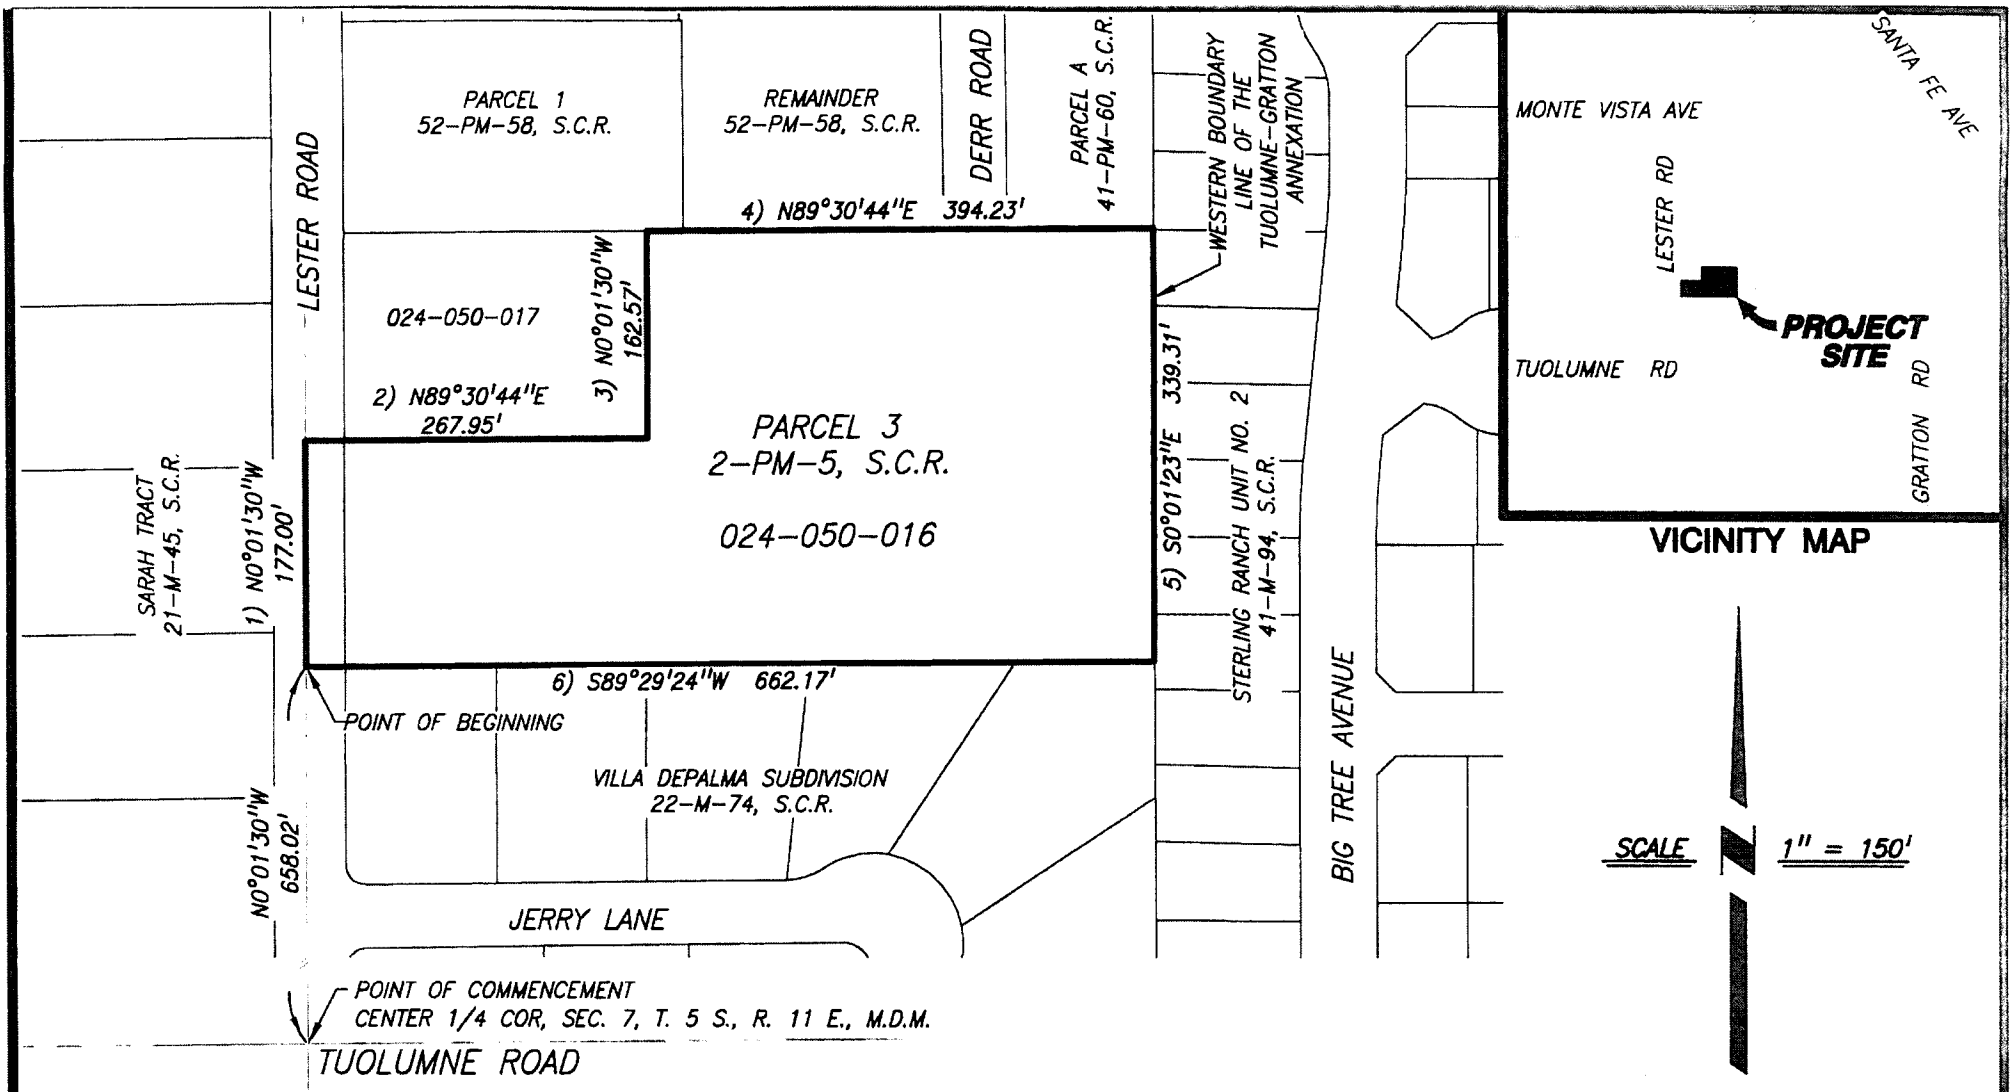 PARCEL 1
52-PM-58, S.C.R.
REMAINDER
52-PM-58, S.C.R.
DERR ROAD
PARCEL A
41-PM-60, S.C.R.
WESTERN BOUNDARY
LINE OF THE
TUOLUMNE-GRATTON
ANNEXATION
LESTER ROAD
4) N89°30'44"E 394.23'
024-050-017
3) N0°01'30"W
162.57'
2) N89°30'44"E
267.95'
PARCEL 3
2-PM-5, S.C.R.
024-050-016
SARAH TRACT
21-M-45, S.C.R.
1) N0°01'30"W
177.00'
5) S0°01'23"E 339.31'
STERLING RANCH UNIT NO. 2
41-M-94, S.C.R.
6) S89°29'24"W 662.17'
POINT OF BEGINNING
VILLA DEPALMA SUBDIVISION
22-M-74, S.C.R.
BIG TREE AVENUE
N0°01'30"W
658.02'
JERRY LANE
POINT OF COMMENCEMENT
CENTER 1/4 COR, SEC. 7, T. 5 S., R. 11 E., M.D.M.
TUOLUMNE ROAD
SANTA FE AVE
MONTE VISTA AVE
LESTER RD
PROJECT
SITE
TUOLUMNE RD
GRATTON RD
VICINITY MAP
SCALE N 1" = 150'